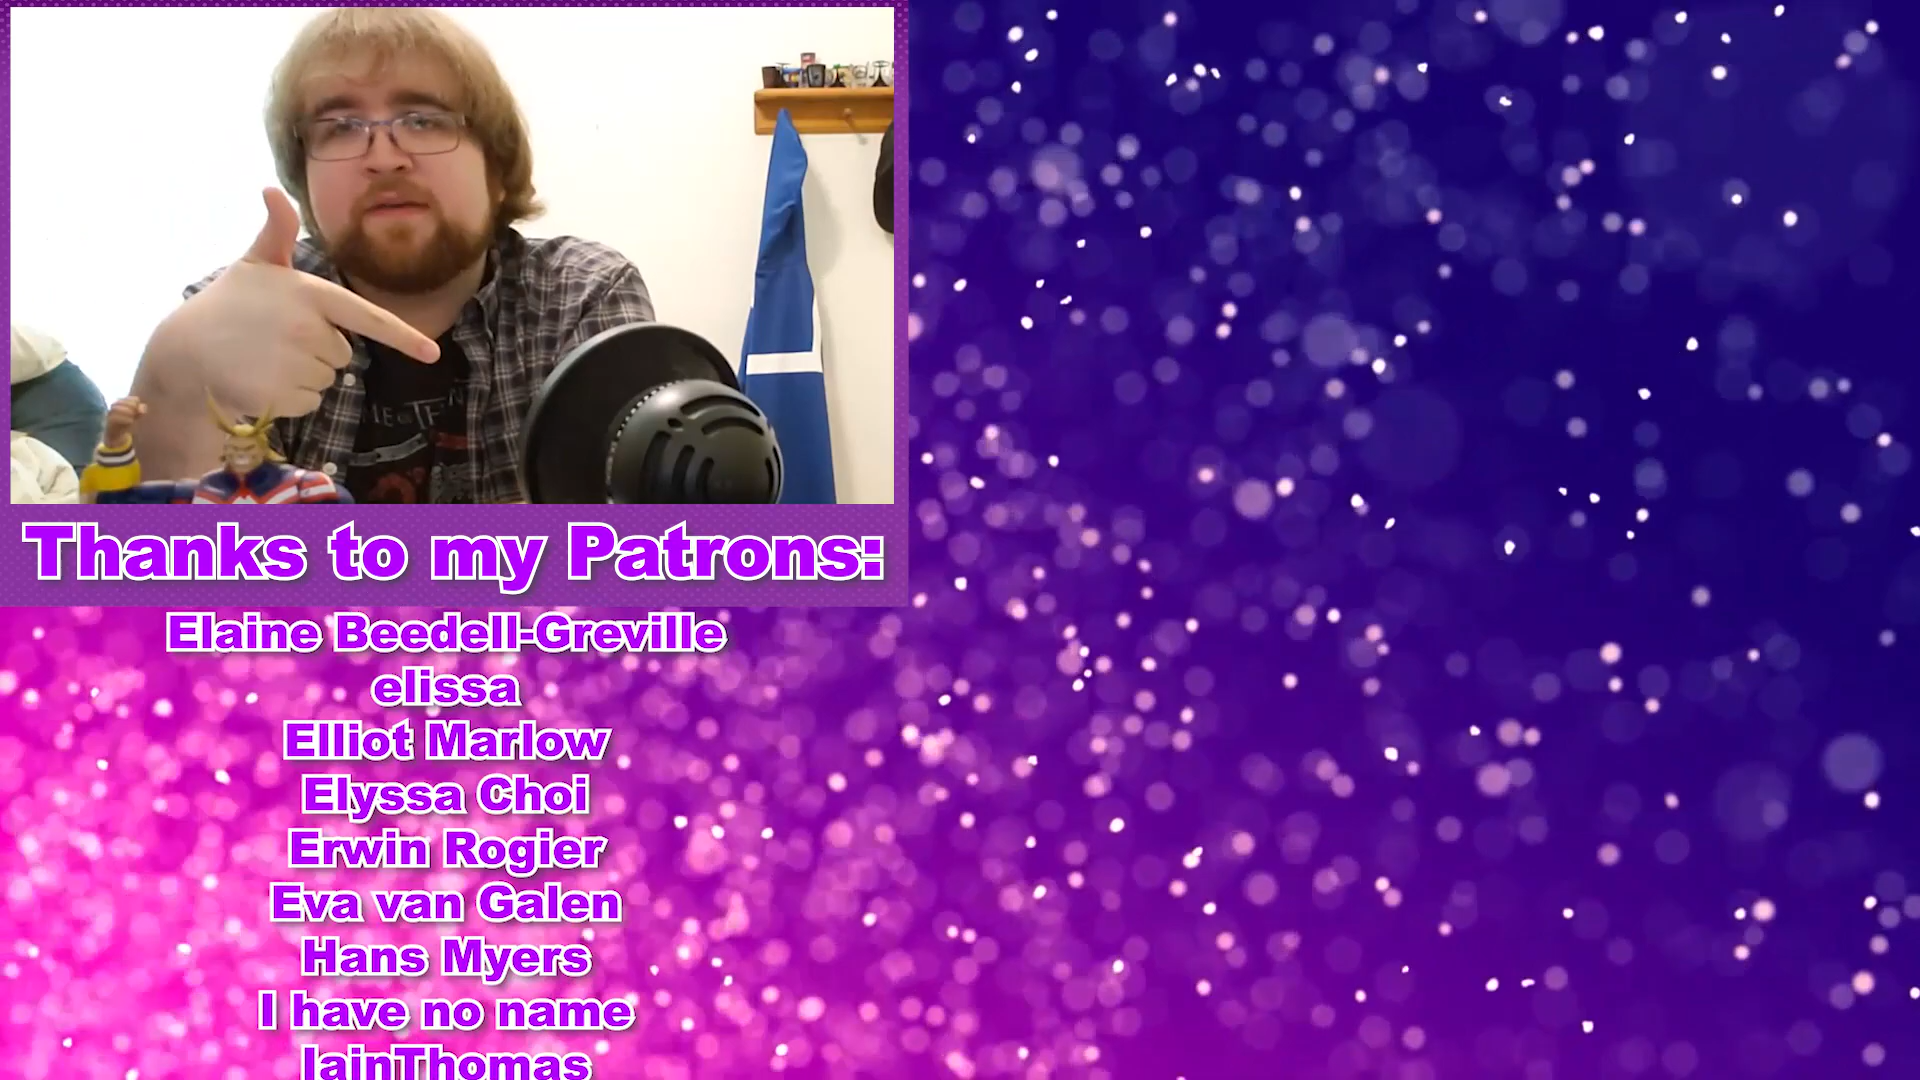 Thanks to my Patrons:
Elaine Beedell-Greville
elissa
Elliot Marlow
Elyssa Choi
Erwin Rogier
Eva van Galen
Hans Myers
I have no name
IainThomas